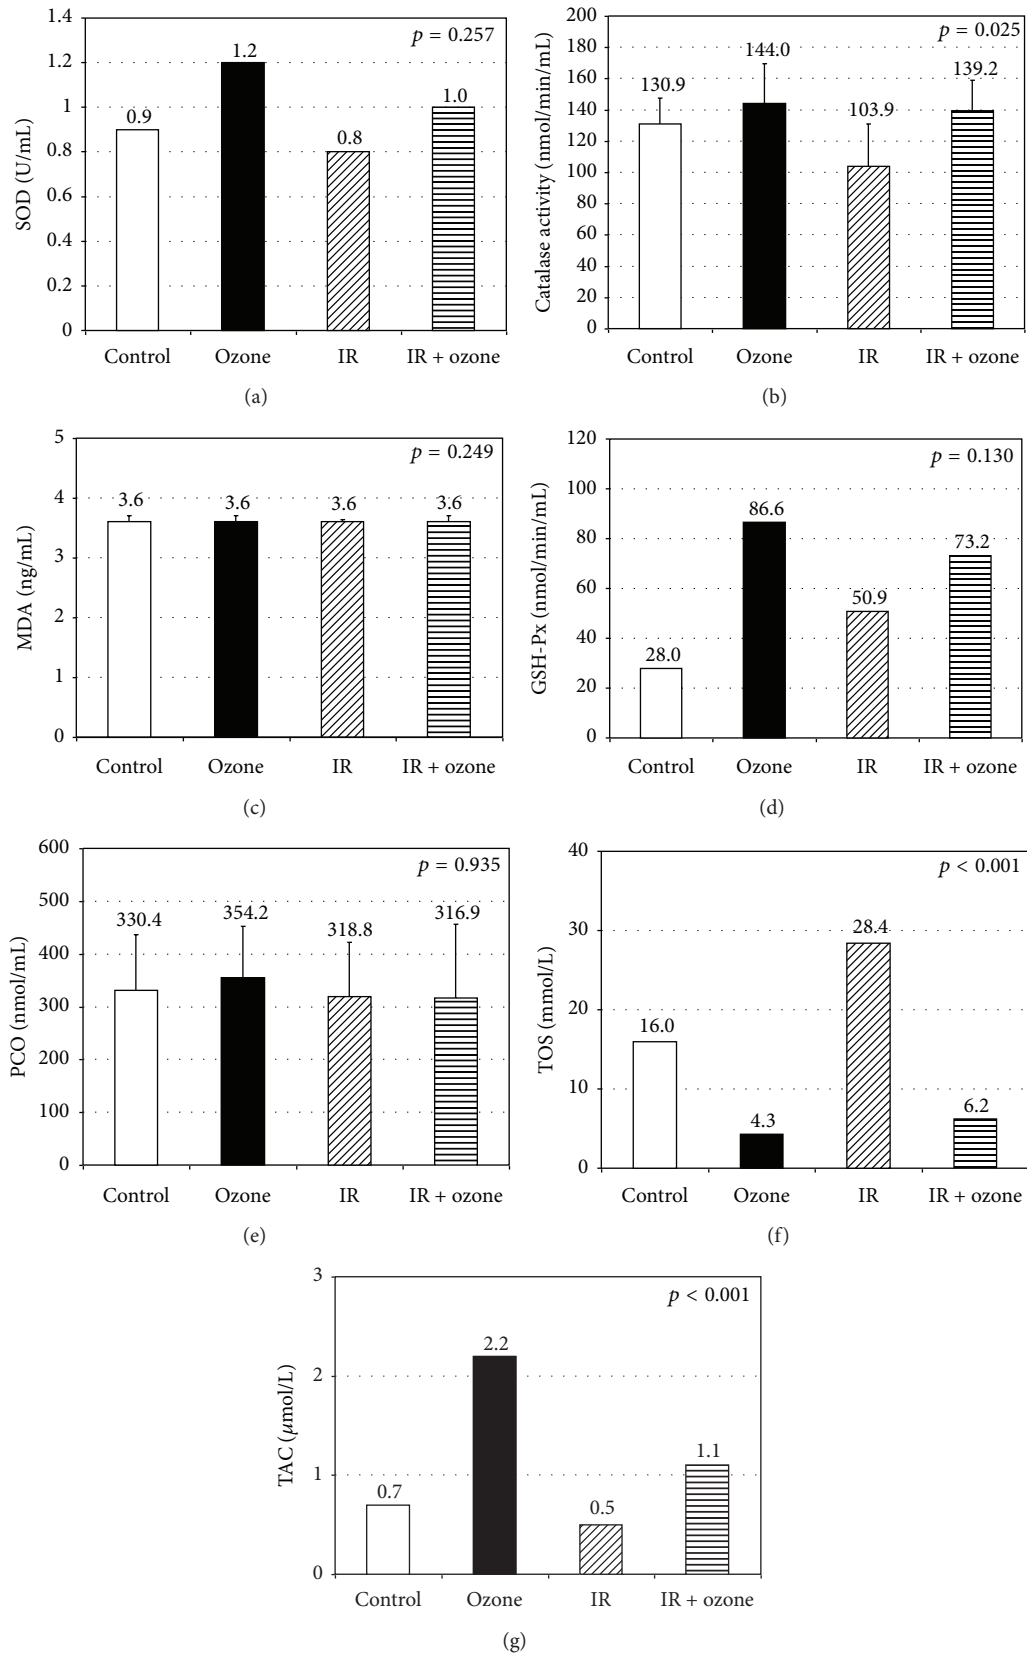 1.4
1.2
1
0.8
0.6
0.4
0.2
0
SOD (U/mL)
p = 0.257
0.9
1.2
0.8
1.0
Control Ozone IR IR + ozone
(a)
200
180
160
140
120
100
80
60
40
20
0
Catalase activity (nmol/min/mL)
p = 0.025
130.9
144.0
103.9
139.2
Control Ozone IR IR + ozone
(b)
5
4
3
2
1
0
MDA (ng/mL)
p = 0.249
3.6
3.6
3.6
3.6
Control Ozone IR IR + ozone
(c)
120
100
80
60
40
20
0
GSH-Px (nmol/min/mL)
p = 0.130
28.0
86.6
50.9
73.2
Control Ozone IR IR + ozone
(d)
600
500
400
300
200
100
0
PCO (nmol/mL)
p = 0.935
330.4
354.2
318.8
316.9
Control Ozone IR IR + ozone
(e)
40
30
20
10
0
TOS (mmol/L)
p < 0.001
16.0
4.3
28.4
6.2
Control Ozone IR IR + ozone
(f)
3
2
1
0
TAC (µmol/L)
p < 0.001
0.7
2.2
0.5
1.1
Control Ozone IR IR + ozone
(g)